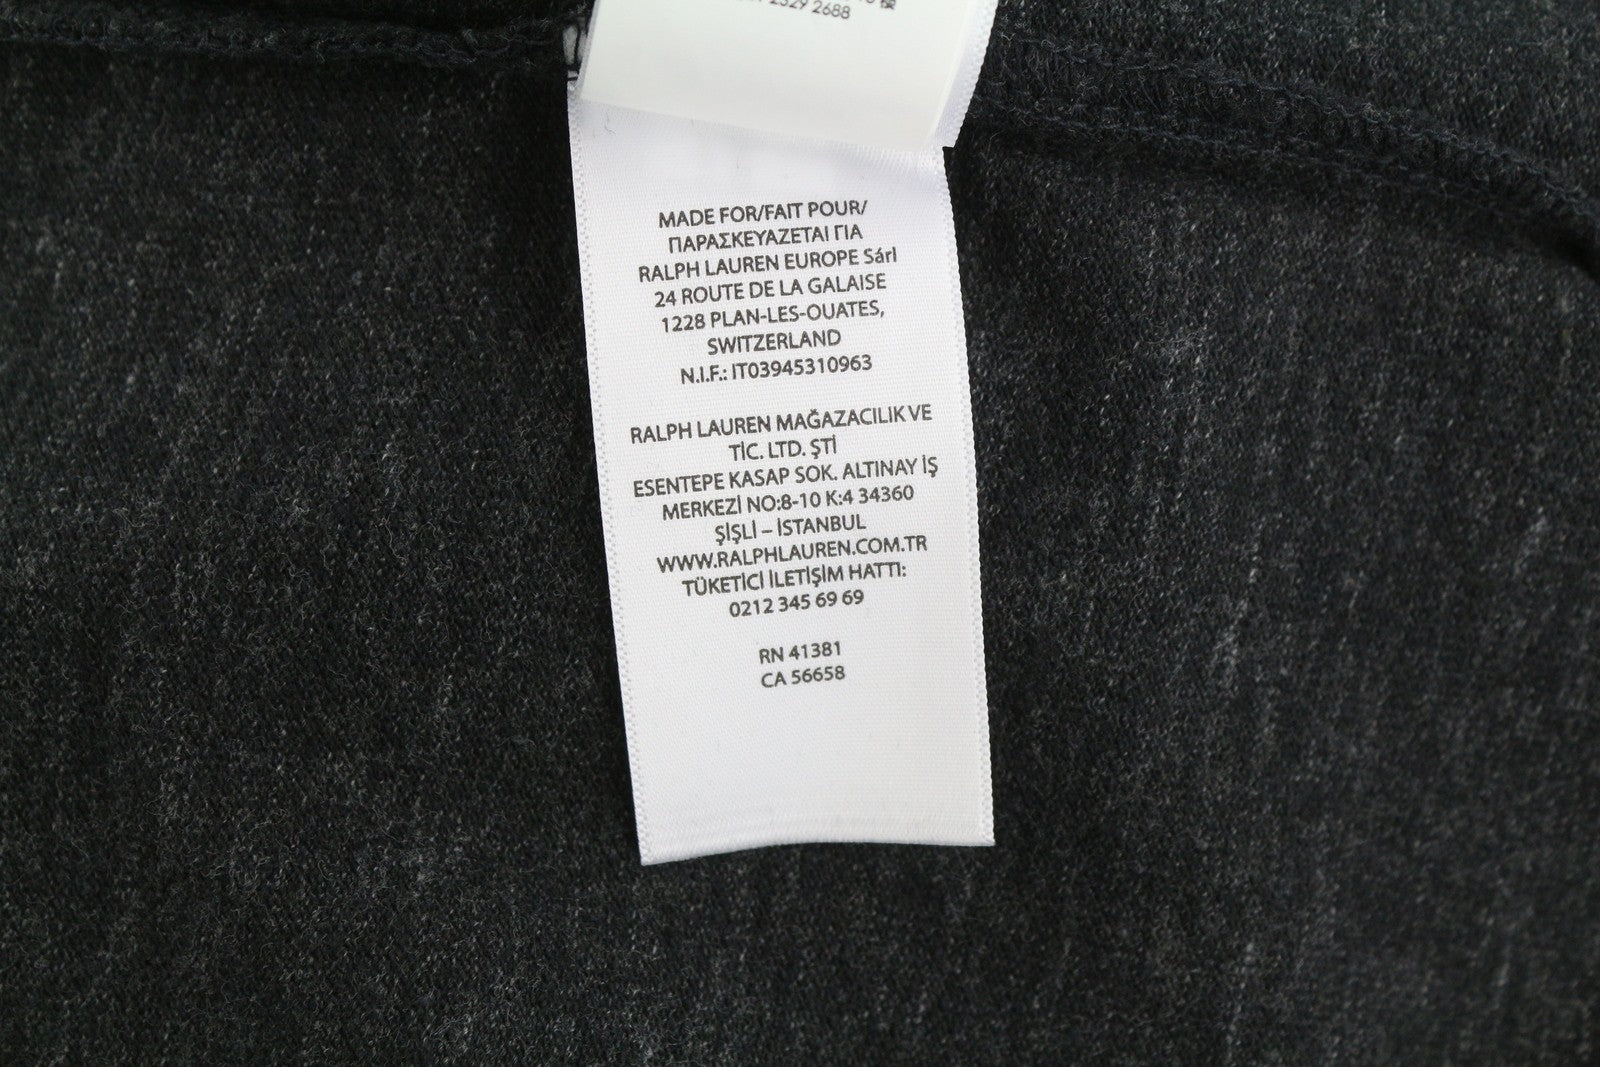 2329 2688
MADE FOR/FAIT POUR/
ΠΑΡΑΣΚΕΥΑΖΕΤΑΙ ΓΙΑ
RALPH LAUREN EUROPE Sárl
24 ROUTE DE LA GALAISE
1228 PLAN-LES-OUATES,
SWITZERLAND
N.I.F.: IT03945310963
RALPH LAUREN MAĞAZACILIK VE
TİC. LTD. ŞTİ
ESENTEPE KASAP SOK. ALTINAY İŞ
MERKEZİ NO:8-10 K:4 34360
ŞİŞLİ – İSTANBUL
WWW.RALPHLAUREN.COM.TR
TÜKETİCİ İLETİŞİM HATTI:
0212 345 69 69
RN 41381
CA 56658